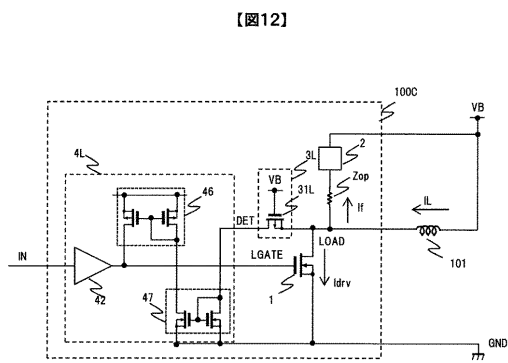 【図12】
100C
VB
4L
3L
2
46
VB
31L
Zop
If
IL
DET
LOAD
101
IN
LGATE
42
47
1
Idrv
GND